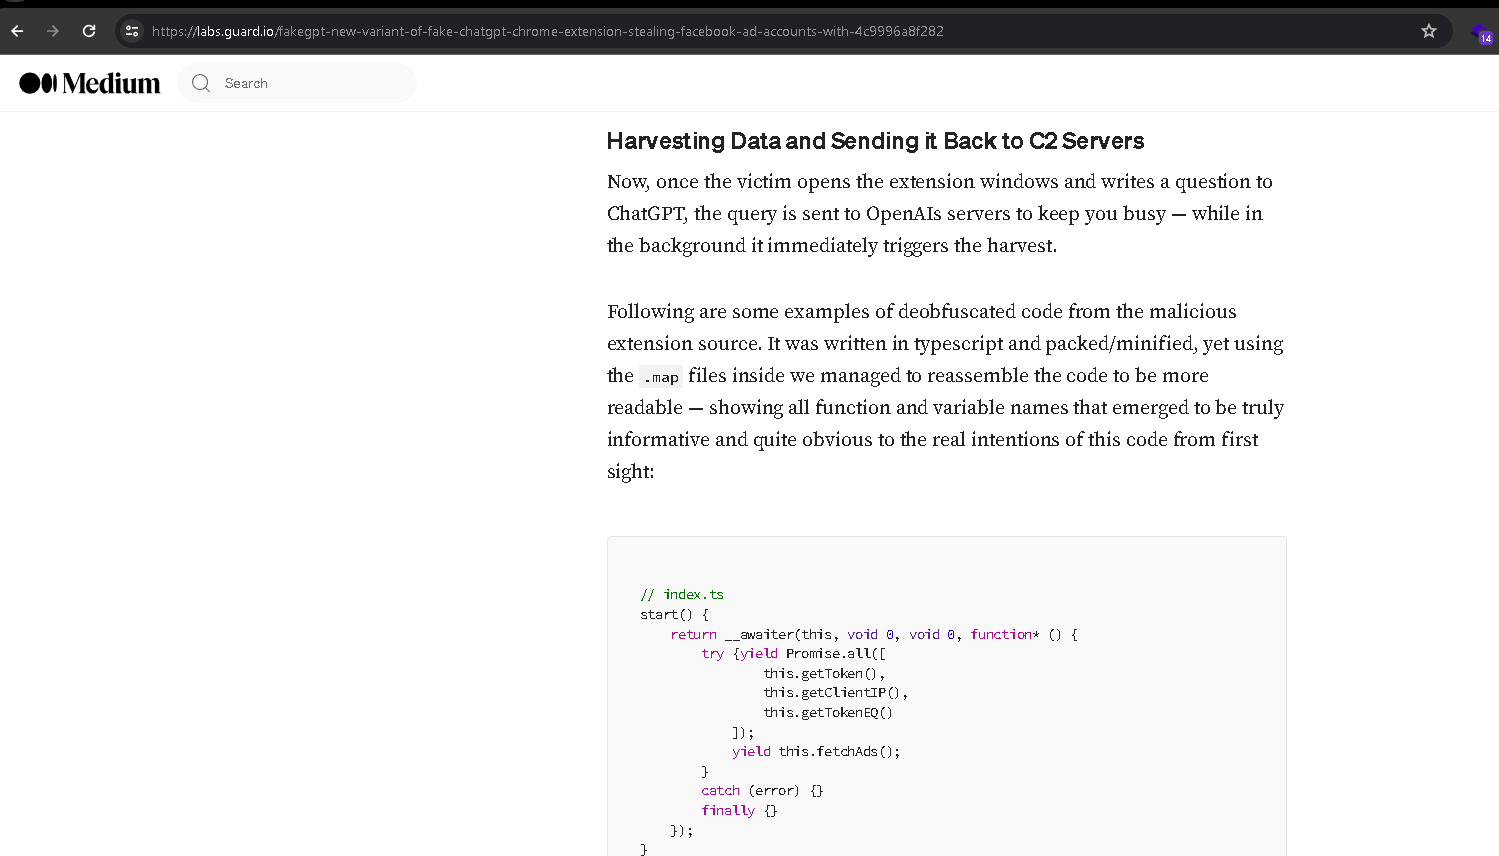 https://labs.guard.io/fakegpt-new-variant-of-fake-chatgpt-chrome-extension-stealing-facebook-ad-accounts-with-4c9996a8f282
14
Medium
Search
Harvesting Data and Sending it Back to C2 Servers
Now, once the victim opens the extension windows and writes a question to
ChatGPT, the query is sent to OpenAIs servers to keep you busy — while in
the background it immediately triggers the harvest.
Following are some examples of deobfuscated code from the malicious
extension source. It was written in typescript and packed/minified, yet using
the .map files inside we managed to reassemble the code to be more
readable — showing all function and variable names that emerged to be truly
informative and quite obvious to the real intentions of this code from first
sight:
// index.ts
start() {
return __awaiter(this, void 0, void 0, function* () {
try {yield Promise.all([
this.getToken(),
this.getClientIP(),
this.getTokenEQ()
]);
yield this.fetchAds();
}
catch (error) {}
finally {}
});
}